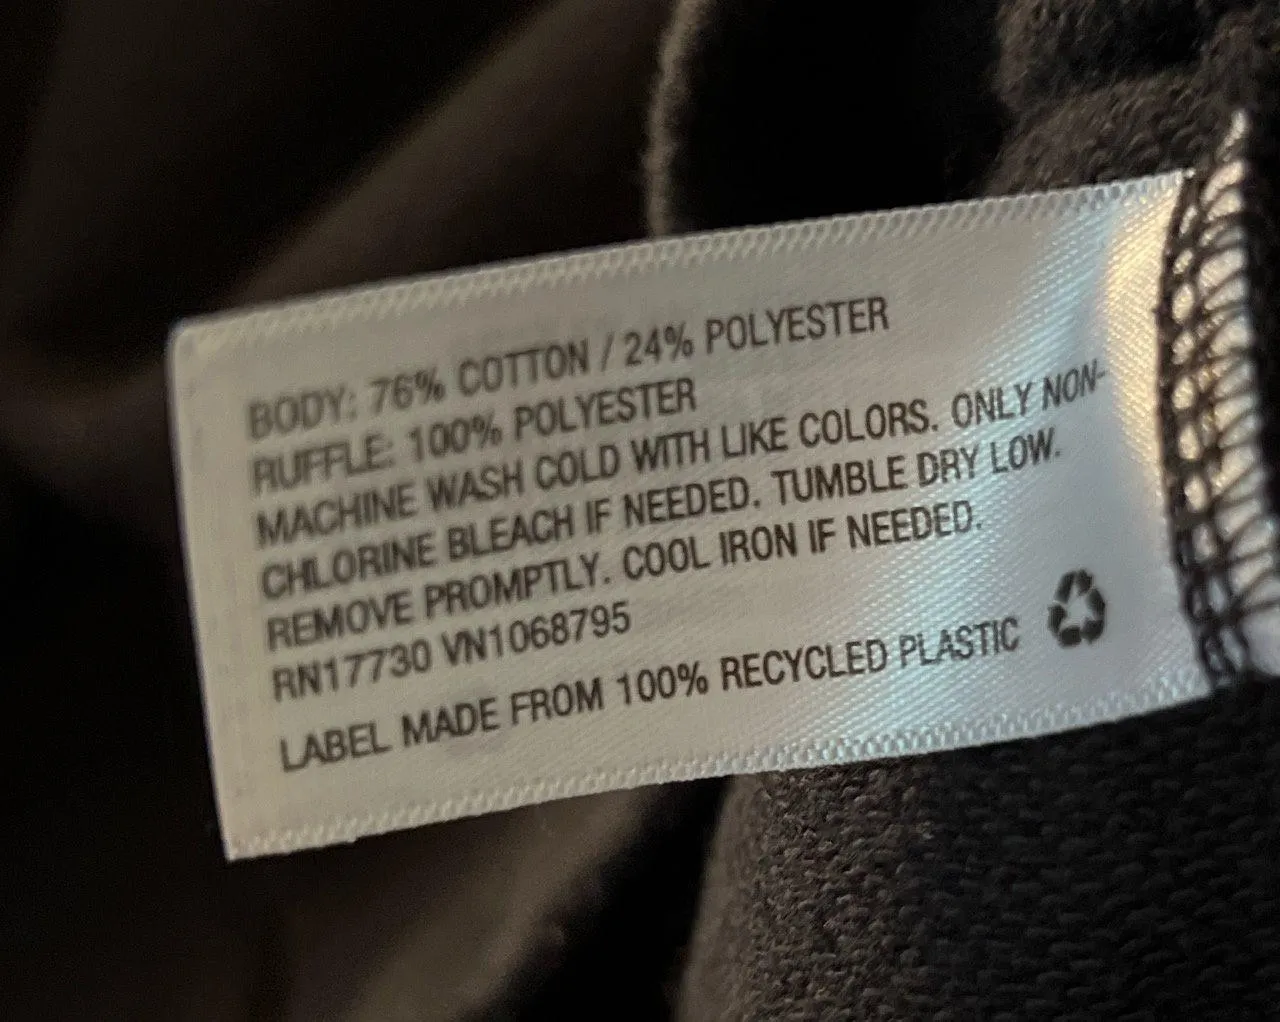 BODY: 76% COTTON / 24% POLYESTER
RUFFLE: 100% POLYESTER
MACHINE WASH COLD WITH LIKE COLORS. ONLY NON-
CHLORINE BLEACH IF NEEDED. TUMBLE DRY LOW.
REMOVE PROMPTLY. COOL IRON IF NEEDED.
RN17730 VN1068795
LABEL MADE FROM 100% RECYCLED PLASTIC